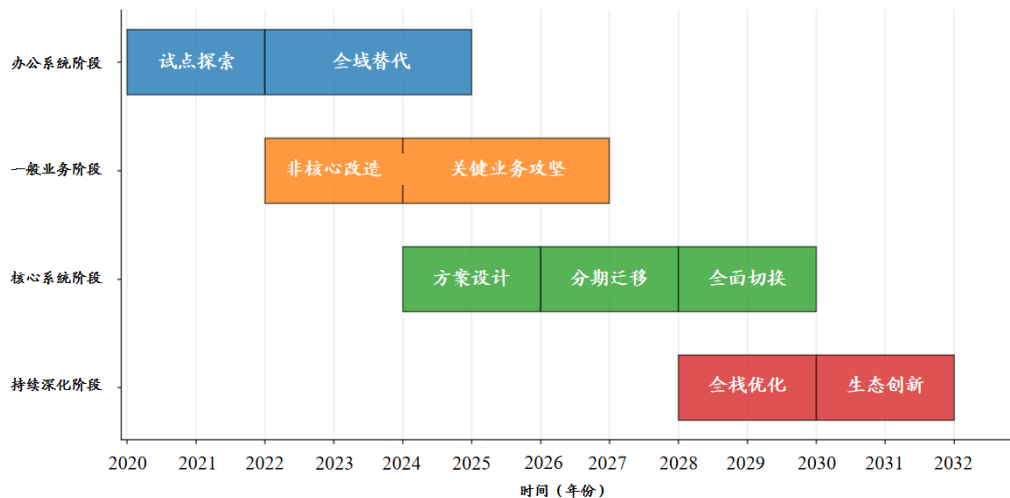 办公系统阶段
试点探索
全域替代
一般业务阶段
非核心改造
关键业务攻坚
核心系统阶段
方案设计
分期迁移
全面切换
持续深化阶段
全栈优化
生态创新
2020 2021 2022 2023 2024 2025 2026 2027 2028 2029 2030 2031 2032
时间（年份）